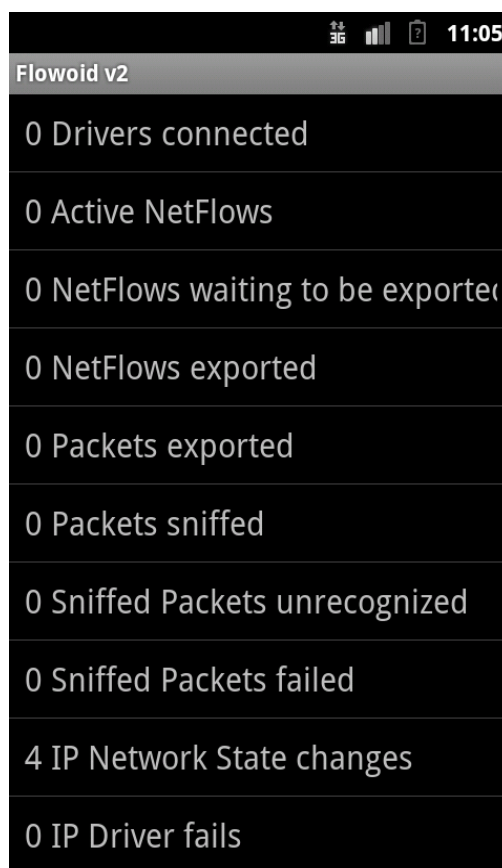 3G ? 11:05
Flowoid v2
0 Drivers connected
0 Active NetFlows
0 NetFlows waiting to be exported
0 NetFlows exported
0 Packets exported
0 Packets sniffed
0 Sniffed Packets unrecognized
0 Sniffed Packets failed
4 IP Network State changes
0 IP Driver fails